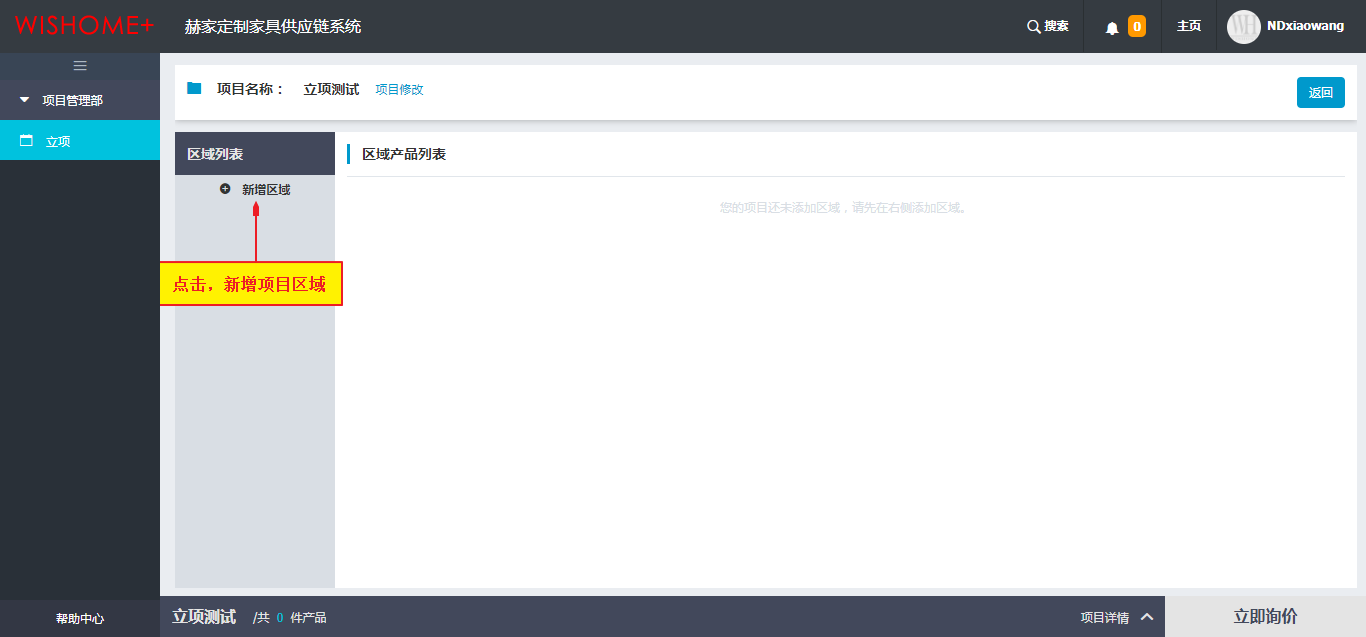 WISHOME+
赫家定制家具供应链系统
搜索
0
主页
NDxiaowang
项目管理部
立项
项目名称： 立项测试 项目修改
返回
区域列表
新增区域
点击，新增项目区域
区域产品列表
您的项目还未添加区域，请先在右侧添加区域。
帮助中心
立项测试 /共 0 件产品
项目详情
立即询价